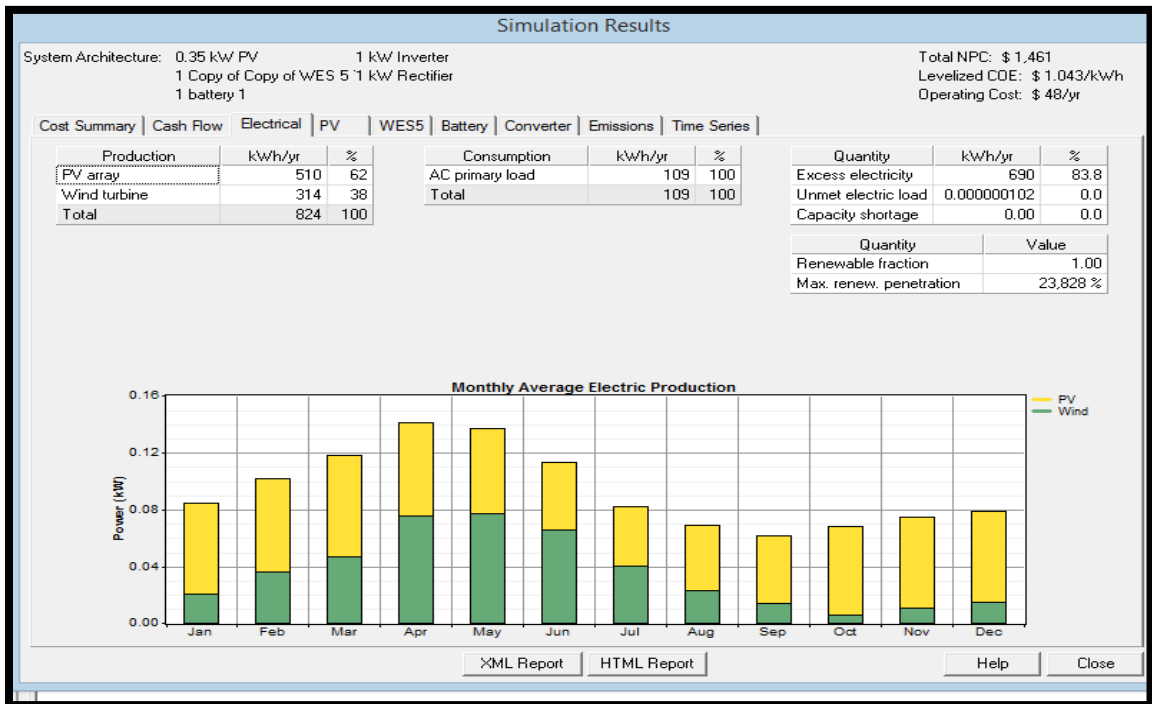 Simulation Results
System Architecture: 0.35 kW PV 1 kW Inverter Total NPC: $ 1,461
1 Copy of Copy of WES 5 1 1 kW Rectifier Levelized COE: $ 1.043/kWh
1 battery 1 Operating Cost: $ 48/yr
Cost Summary Cash Flow Electrical PV WES5 Battery Converter Emissions Time Series
Production kWh/yr % Consumption kWh/yr % Quantity kWh/yr %
PV array 510 62 AC primary load 109 100 Excess electricity 690 83.8
Wind turbine 314 38 Total 109 100 Unmet electric load 0.000000102 0.0
Total 824 100 Capacity shortage 0.00 0.0
Quantity Value
Renewable fraction 1.00
Max. renew. penetration 23,828 %
Monthly Average Electric Production
0.16
0.12
0.08
0.04
0.00
Power (kW)
Jan Feb Mar Apr May Jun Jul Aug Sep Oct Nov Dec
PV
Wind
XML Report HTML Report Help Close